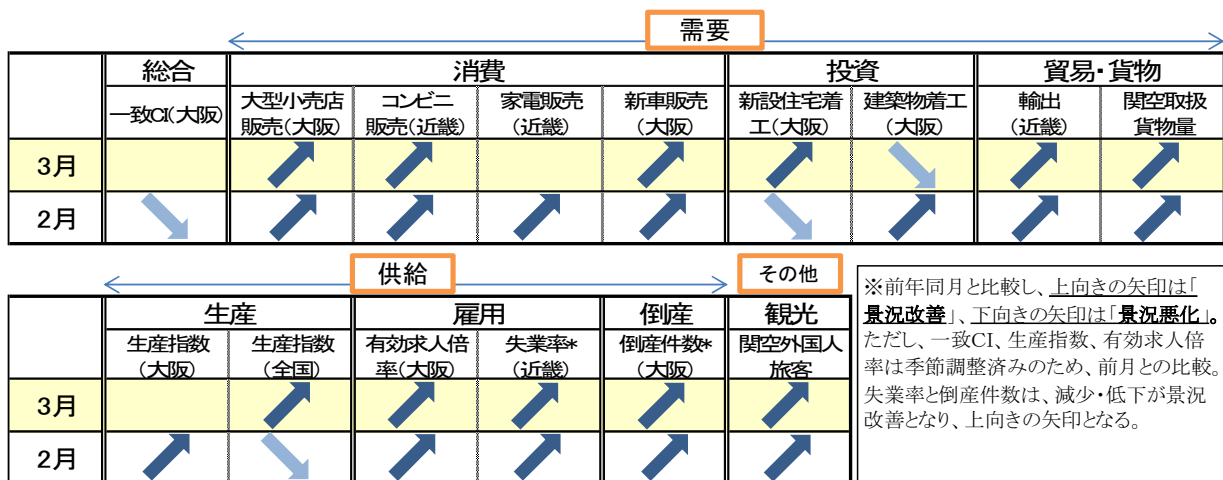 需要
総合 消費 投資 貿易・貨物
一致CI(大阪) 大型小売店 コンビニ 家電販売 新車販売 新設住宅着 建築物着工 輸出 関空取扱
販売(大阪) 販売(近畿) (近畿) (大阪) 工(大阪) (大阪) (近畿) 貨物量
3月
2月
供給 その他
生産 雇用 倒産 観光
生産指数 生産指数 有効求人倍 失業率* 倒産件数* 関空外国人
(大阪) (全国) 率(大阪) (近畿) (大阪) 旅客
3月
2月
※前年同月と比較し、上向きの矢印は「
景況改善」、下向きの矢印は「景況悪化」。
ただし、一致CI、生産指数、有効求人倍
率は季節調整済みのため、前月との比較。
失業率と倒産件数は、減少・低下が景況
改善となり、上向きの矢印となる。